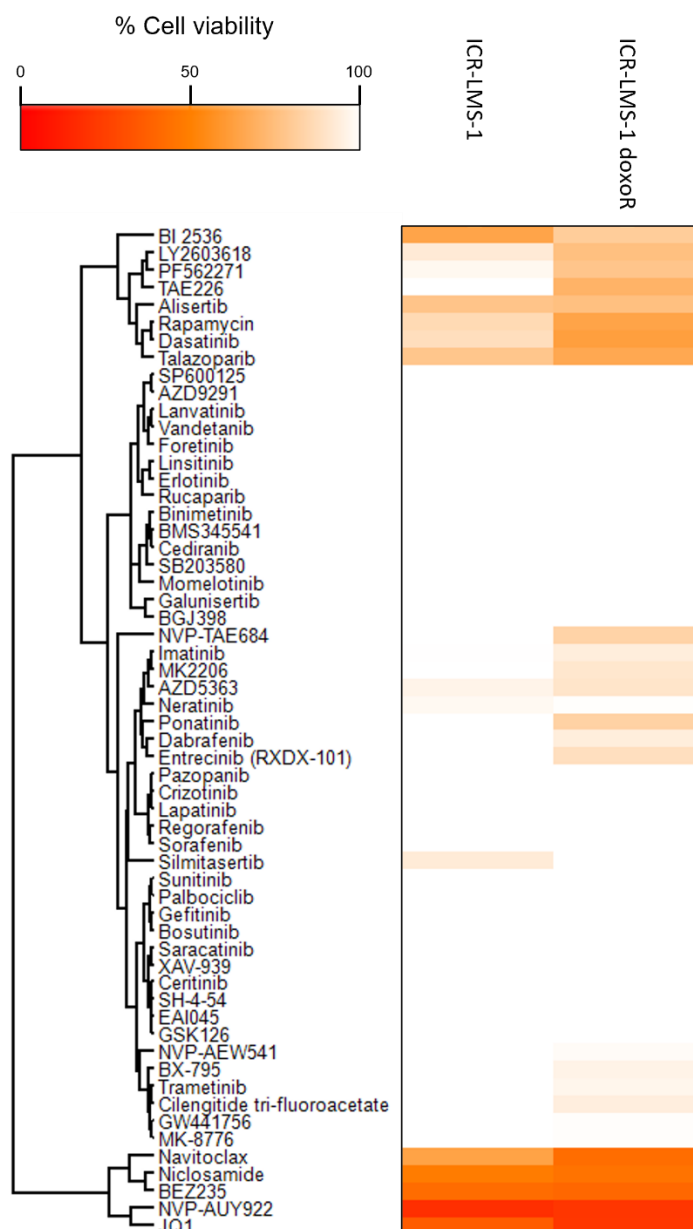 % Cell viability
0 50 100
ICR-LMS-1
ICR-LMS-1 doxoR
BI 2536
LY2603618
PF562271
TAE226
Alisertib
Rapamycin
Dasatinib
Talazoparib
SP600125
AZD9291
Lanvatinib
Vandetanib
Foretinib
Linsitinib
Erlotinib
Rucaparib
Binimetinib
BMS345541
Cediranib
SB203580
Momelotinib
Galunisertib
BGJ398
NVP-TAE684
Imatinib
MK2206
AZD5363
Neratinib
Ponatinib
Dabrafenib
Entrecinib (RXDX-101)
Pazopanib
Crizotinib
Lapatinib
Regorafenib
Sorafenib
Silmitasertib
Sunitinib
Palbociclib
Gefitinib
Bosutinib
Saracatinib
XAV-939
Ceritinib
SH-4-54
EAI045
GSK126
NVP-AEW541
BX-795
Trametinib
Cilengitide tri-fluoroacetate
GW441756
MK-8776
Navitoclax
Niclosamide
BEZ235
NVP-AUY922
JQ1